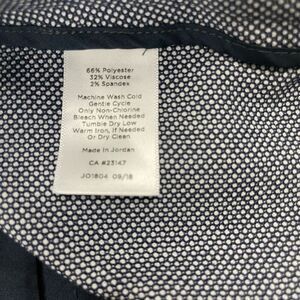 66% Polyester
32% Viscose
2% Spandex
Machine Wash Cold
Gentle Cycle
Only Non-Chlorine
Bleach When Needed
Tumble Dry Low
Warm Iron, If Needed
Or Dry Clean
Made In Jordan
CA #23147
JO1804 09/18